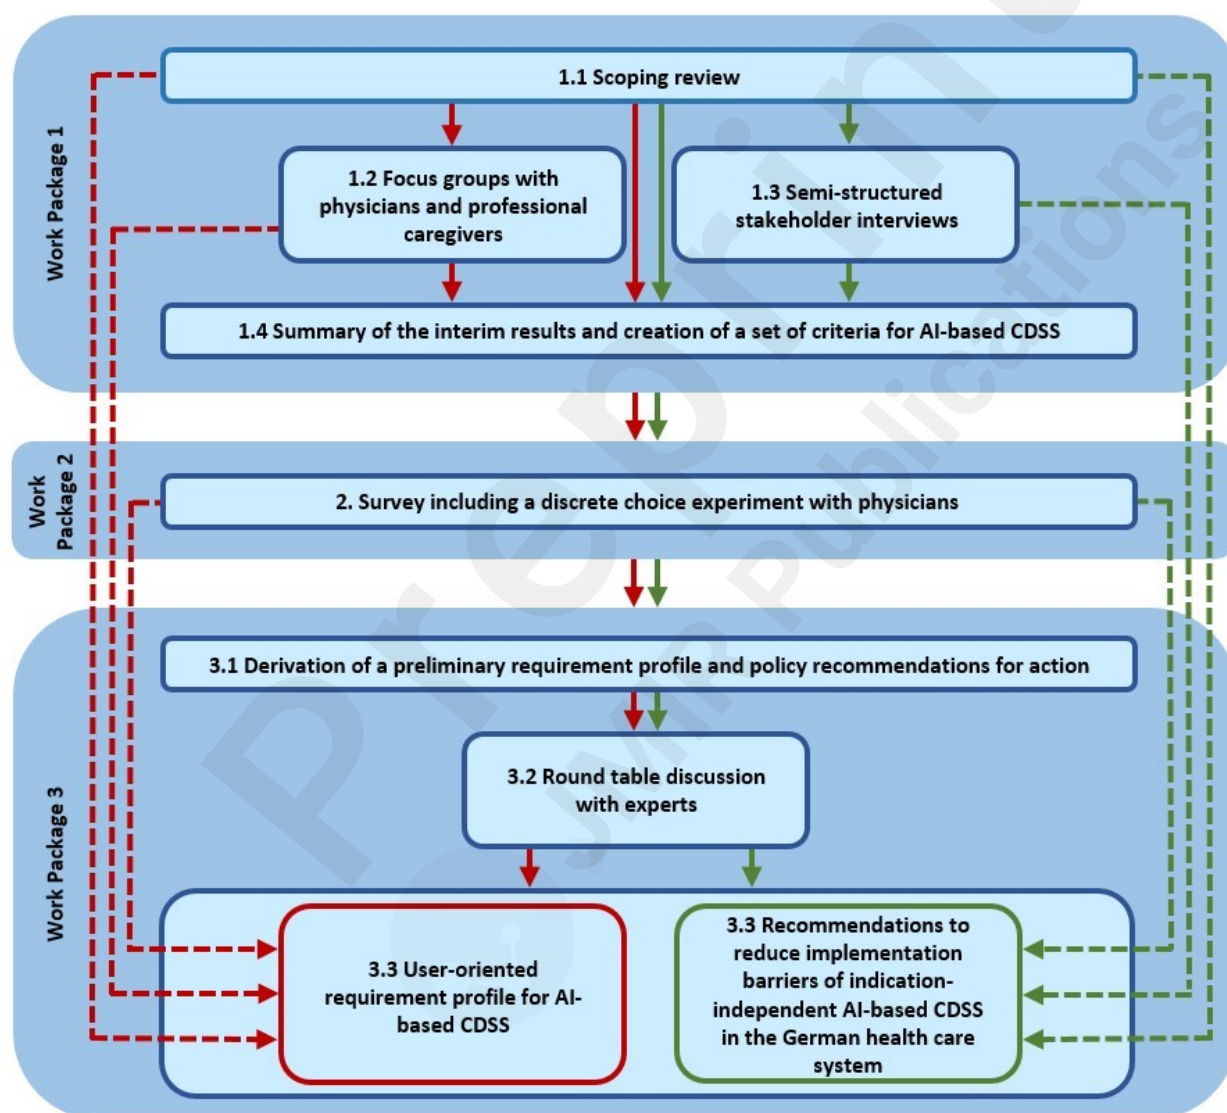 Work Package 1
1.1 Scoping review
1.2 Focus groups with
physicians and professional
caregivers
1.3 Semi-structured
stakeholder interviews
1.4 Summary of the interim results and creation of a set of criteria for AI-based CDSS
Work
Package 2
2. Survey including a discrete choice experiment with physicians
Work Package 3
3.1 Derivation of a preliminary requirement profile and policy recommendations for action
3.2 Round table discussion
with experts
3.3 User-oriented
requirement profile for AI-
based CDSS
3.3 Recommendations to
reduce implementation
barriers of indication-
independent AI-based CDSS
in the German health care
system
Preprint
JMIR Publications